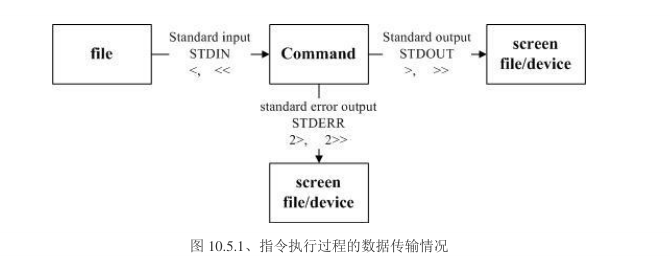 file
Standard input
STDIN
<, <<
Command
Standard output
STDOUT
>, >>
screen
file/device
standard error output
STDERR
2>, 2>>
screen
file/device
图 10.5.1、指令执行过程的数据传输情况